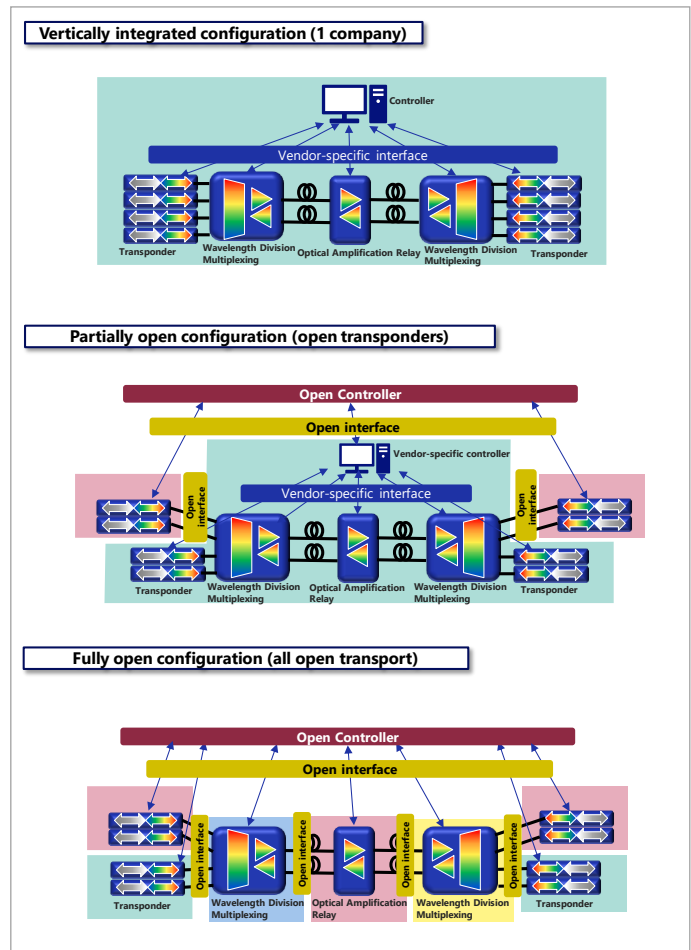 Vertically integrated configuration (1 company)
Controller
Vendor-specific interface
Transponder
Wavelength Division
Multiplexing
Optical Amplification Relay
Wavelength Division
Multiplexing
Transponder
Partially open configuration (open transponders)
Open Controller
Open interface
Vendor-specific controller
Vendor-specific interface
Open
interface
Open
interface
Transponder
Wavelength Division
Multiplexing
Optical Amplification
Relay
Wavelength Division
Multiplexing
Transponder
Fully open configuration (all open transport)
Open Controller
Open interface
Open interface
Open interface
Open interface
Open interface
Transponder
Wavelength Division
Multiplexing
Optical Amplification
Relay
Wavelength Division
Multiplexing
Transponder